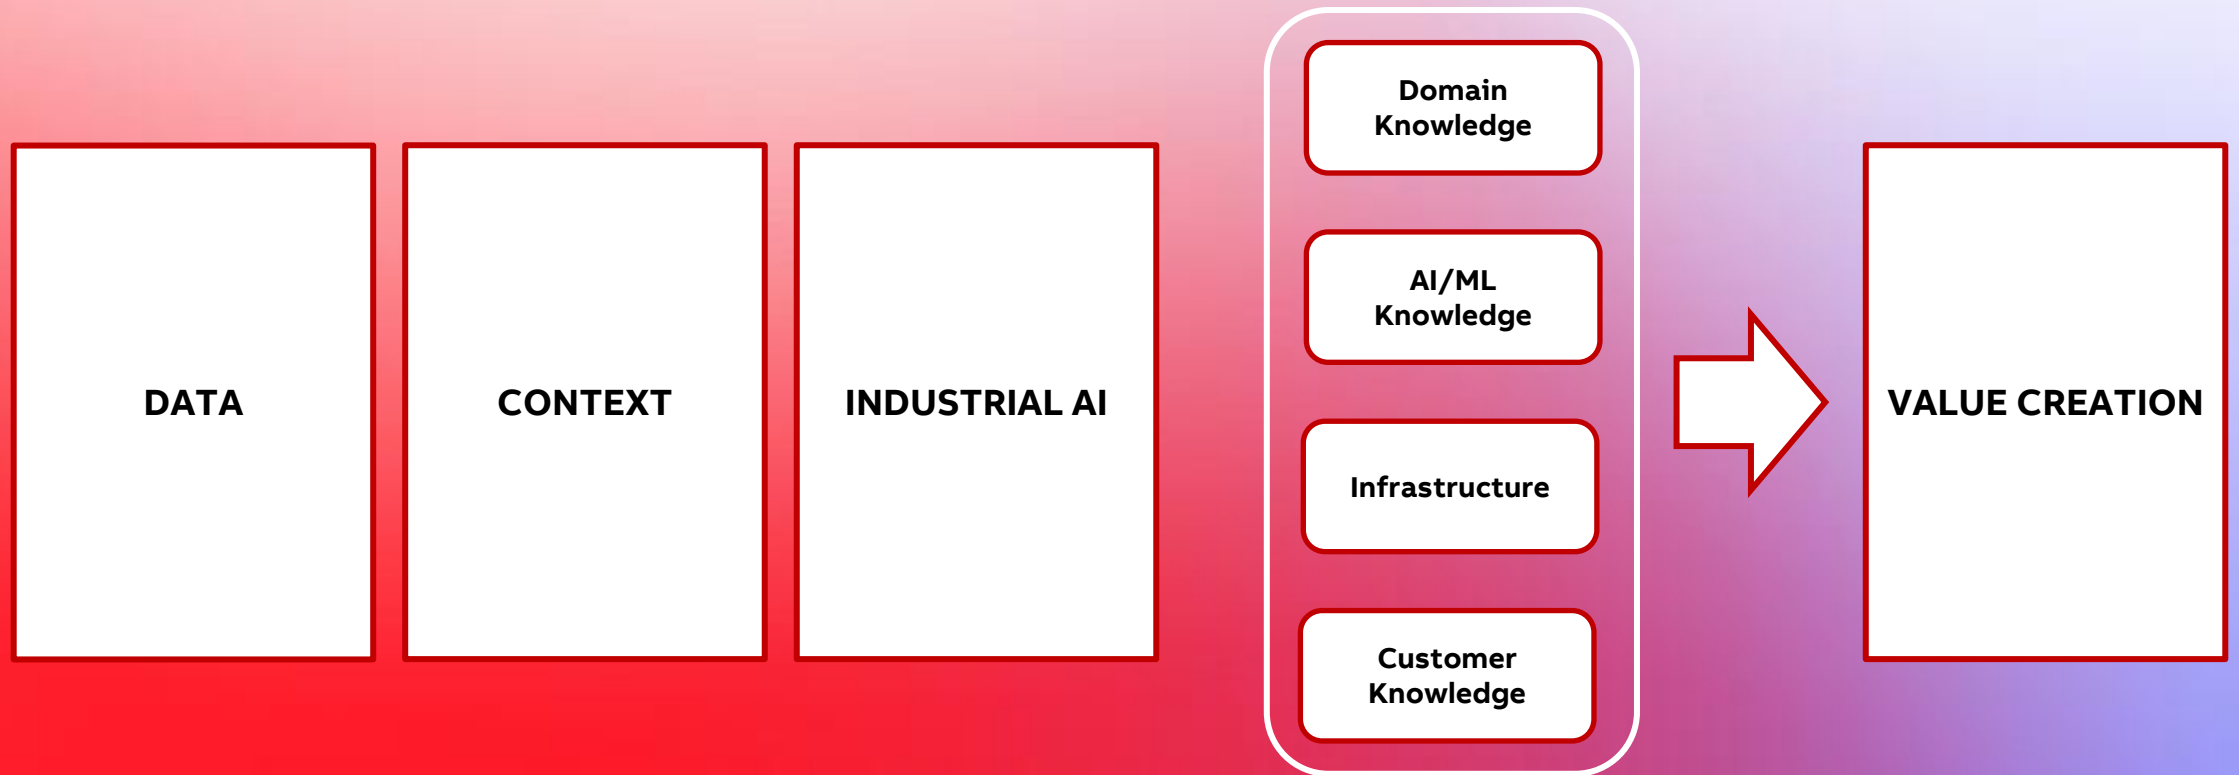 DATA
CONTEXT
INDUSTRIAL AI
Domain
Knowledge
AI/ML
Knowledge
Infrastructure
Customer
Knowledge
VALUE CREATION